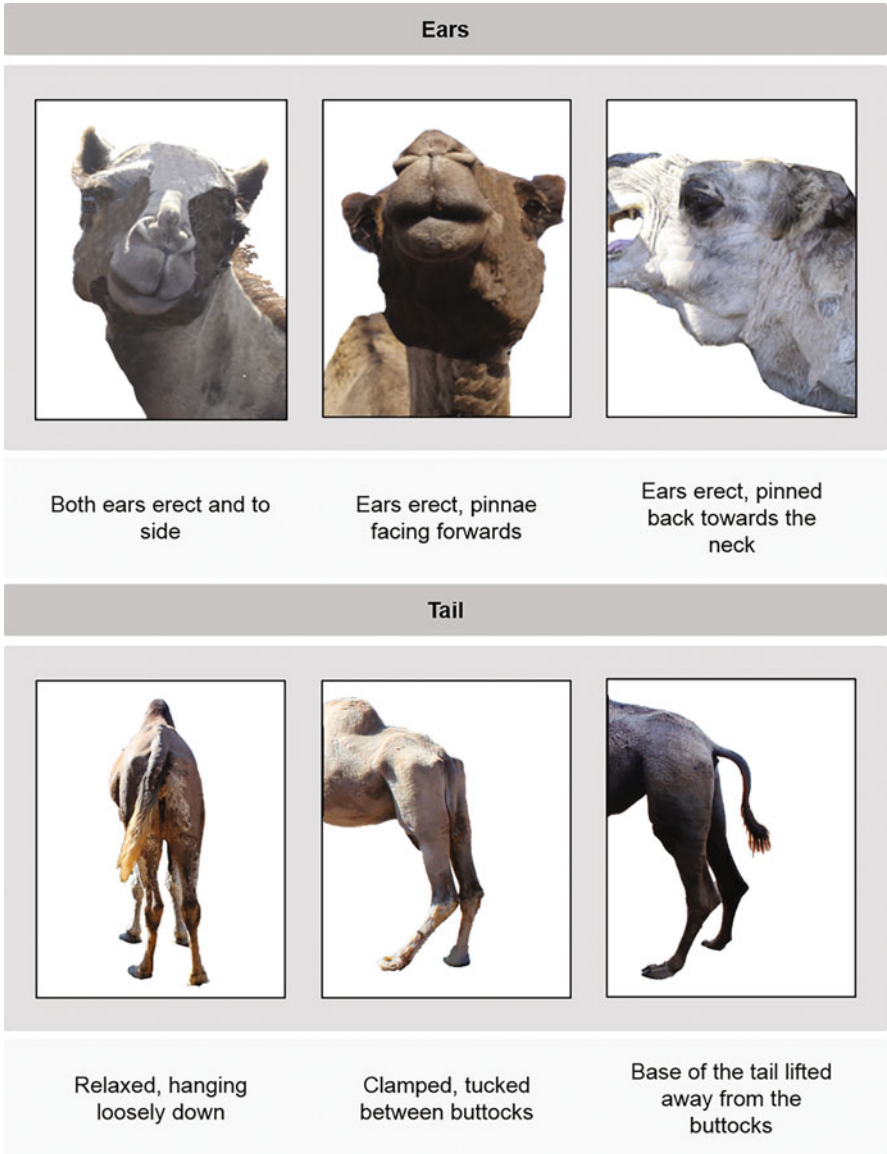 Ears
Both ears erect and to
side
Ears erect, pinnae
facing forwards
Ears erect, pinned
back towards the
neck
Tail
Relaxed, hanging
loosely down
Clamped, tucked
between buttocks
Base of the tail lifted
away from the
buttocks